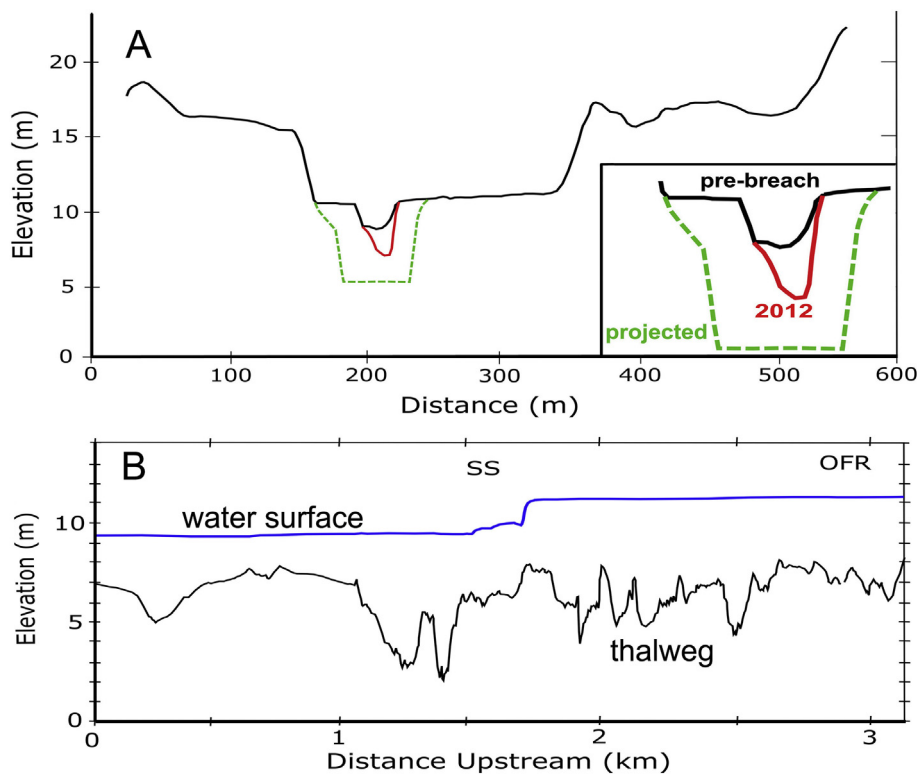 A
20
15
10
5
0
Elevation (m)
pre-breach
2012
projected
0 100 200 300 400 500 600
Distance (m)
B
SS OFR
water surface
10
5
0
Elevation (m)
thalweg
0 1 2 3
Distance Upstream (km)